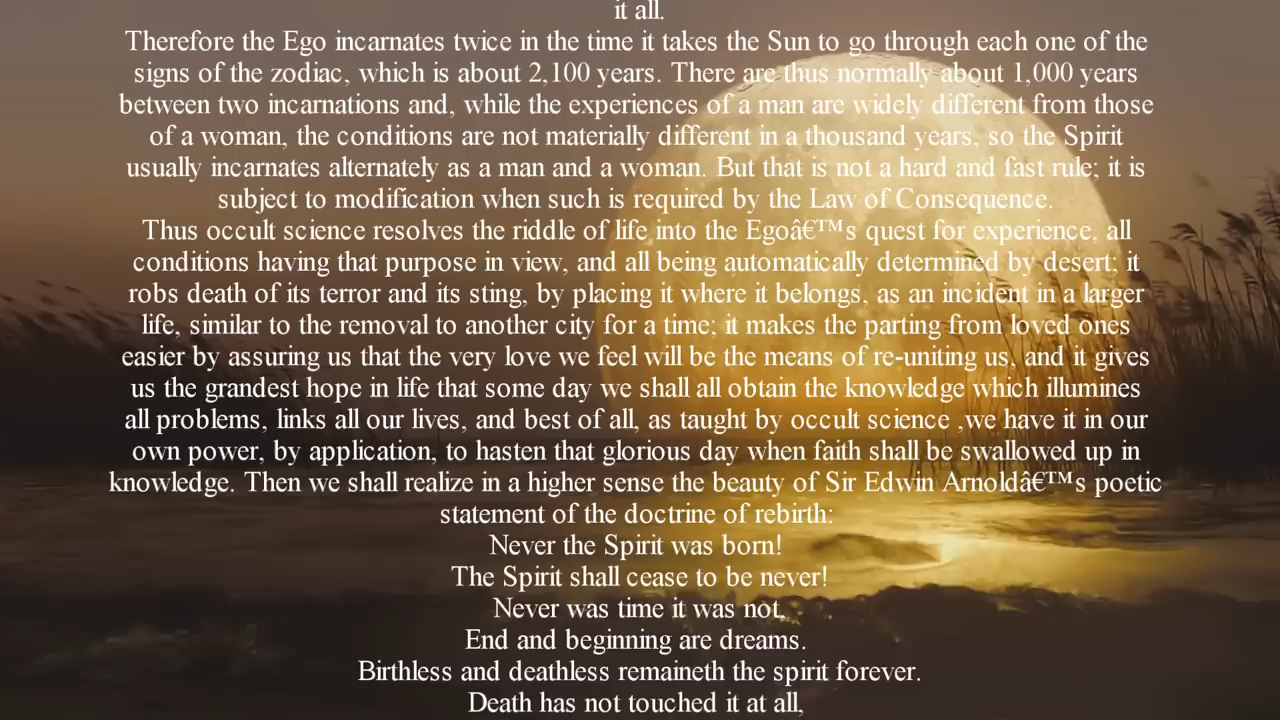 it all.
Therefore the Ego incarnates twice in the time it takes the Sun to go through each one of the
signs of the zodiac, which is about 2,100 years. There are thus normally about 1,000 years
between two incarnations and, while the experiences of a man are widely different from those
of a woman, the conditions are not materially different in a thousand years, so the Spirit
usually incarnates alternately as a man and a woman. But that is not a hard and fast rule; it is
subject to modification when such is required by the Law of Consequence.
Thus occult science resolves the riddle of life into the Egoâ€™s quest for experience, all
conditions having that purpose in view, and all being automatically determined by desert; it
robs death of its terror and its sting, by placing it where it belongs, as an incident in a larger
life, similar to the removal to another city for a time; it makes the parting from loved ones
easier by assuring us that the very love we feel will be the means of re-uniting us, and it gives
us the grandest hope in life that some day we shall all obtain the knowledge which illumines
all problems, links all our lives, and best of all, as taught by occult science ,we have it in our
own power, by application, to hasten that glorious day when faith shall be swallowed up in
knowledge. Then we shall realize in a higher sense the beauty of Sir Edwin Arnoldâ€™s poetic
statement of the doctrine of rebirth:
Never the Spirit was born!
The Spirit shall cease to be never!
Never was time it was not,
End and beginning are dreams.
Birthless and deathless remaineth the spirit forever.
Death has not touched it at all,